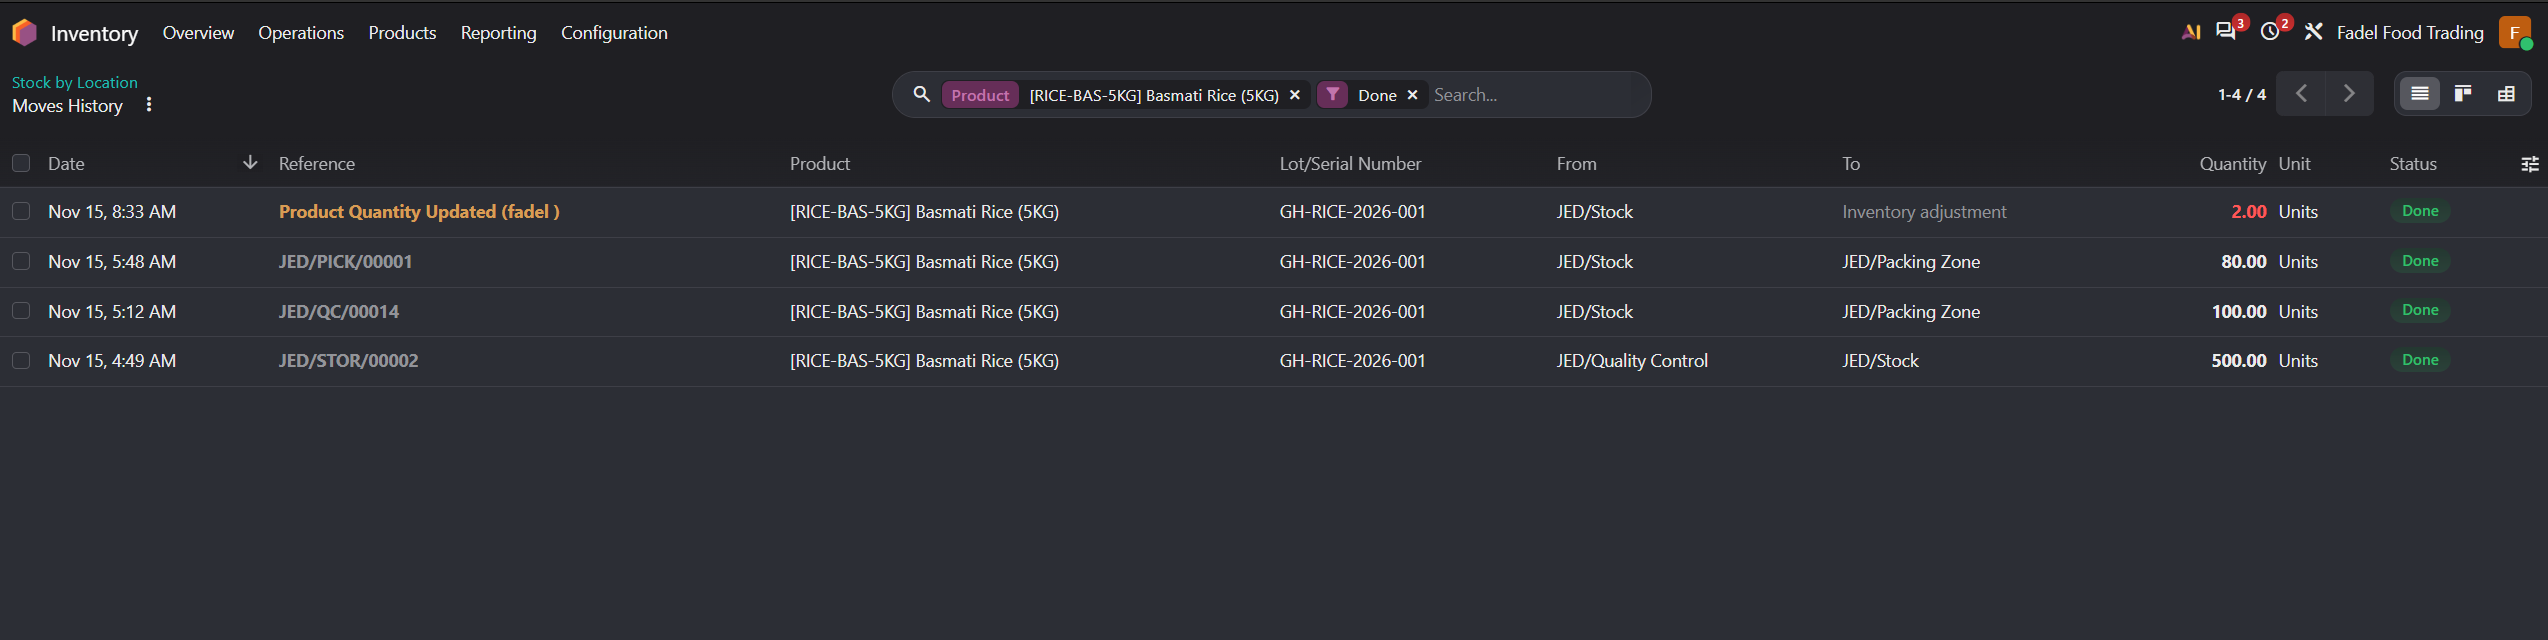 Inventory Overview Operations Products Reporting Configuration AI 3 2 Fadel Food Trading F
Stock by Location
Moves History
Product [RICE-BAS-5KG] Basmati Rice (5KG) Done Search... 1-4 / 4
Date Reference Product Lot/Serial Number From To Quantity Unit Status
Nov 15, 8:33 AM Product Quantity Updated (fadel ) [RICE-BAS-5KG] Basmati Rice (5KG) GH-RICE-2026-001 JED/Stock Inventory adjustment 2.00 Units Done
Nov 15, 5:48 AM JED/PICK/00001 [RICE-BAS-5KG] Basmati Rice (5KG) GH-RICE-2026-001 JED/Stock JED/Packing Zone 80.00 Units Done
Nov 15, 5:12 AM JED/QC/00014 [RICE-BAS-5KG] Basmati Rice (5KG) GH-RICE-2026-001 JED/Stock JED/Packing Zone 100.00 Units Done
Nov 15, 4:49 AM JED/STOR/00002 [RICE-BAS-5KG] Basmati Rice (5KG) GH-RICE-2026-001 JED/Quality Control JED/Stock 500.00 Units Done